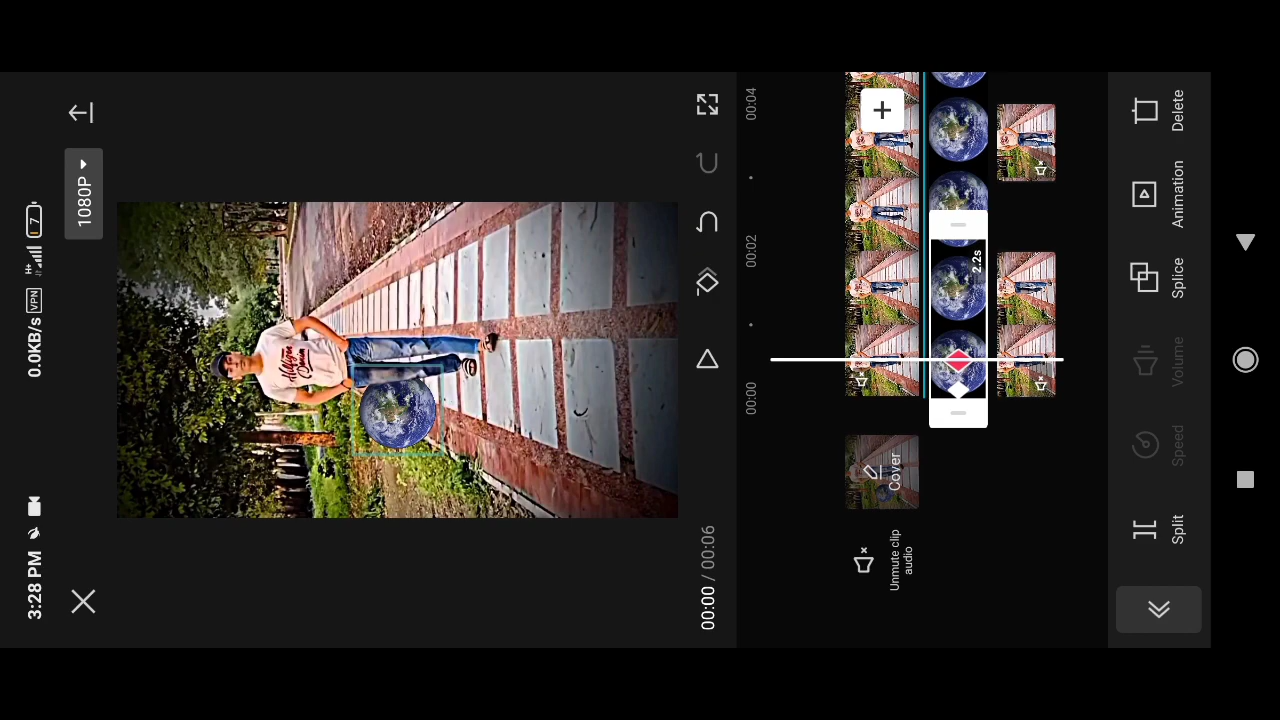 3:28 PM
0.0KB/s VPN H+ 7
1080P
00:00 / 00:06
00:00
00:02
00:04
Unmute clip
audio
Cover
2.2s
Split
Speed
Volume
Splice
Animation
Delete